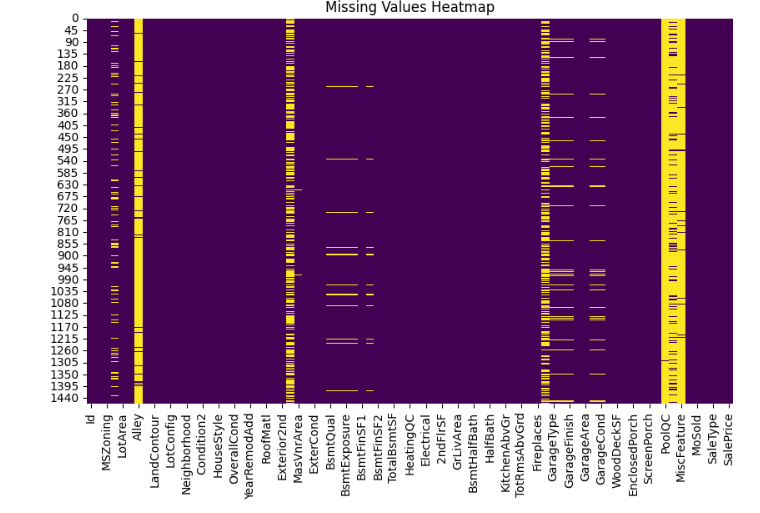 Missing Values Heatmap
0
45
90
135
180
225
270
315
360
405
450
495
540
585
630
675
720
765
810
855
900
945
990
1035
1080
1125
1170
1215
1260
1305
1350
1395
1440
Id
MSZoning
LotArea
Alley
LandContour
LotConfig
Neighborhood
Condition2
HouseStyle
OverallCond
YearRemodAdd
RoofMatl
Exterior2nd
MasVnrArea
ExterCond
BsmtQual
BsmtExposure
BsmtFinSF1
BsmtFinSF2
TotalBsmtSF
HeatingQC
Electrical
2ndFlrSF
GrLivArea
BsmtHalfBath
HalfBath
KitchenAbvGr
TotRmsAbvGrd
Fireplaces
GarageType
GarageFinish
GarageArea
GarageCond
WoodDeckSF
EnclosedPorch
ScreenPorch
PoolQC
MiscFeature
MoSold
SaleType
SalePrice